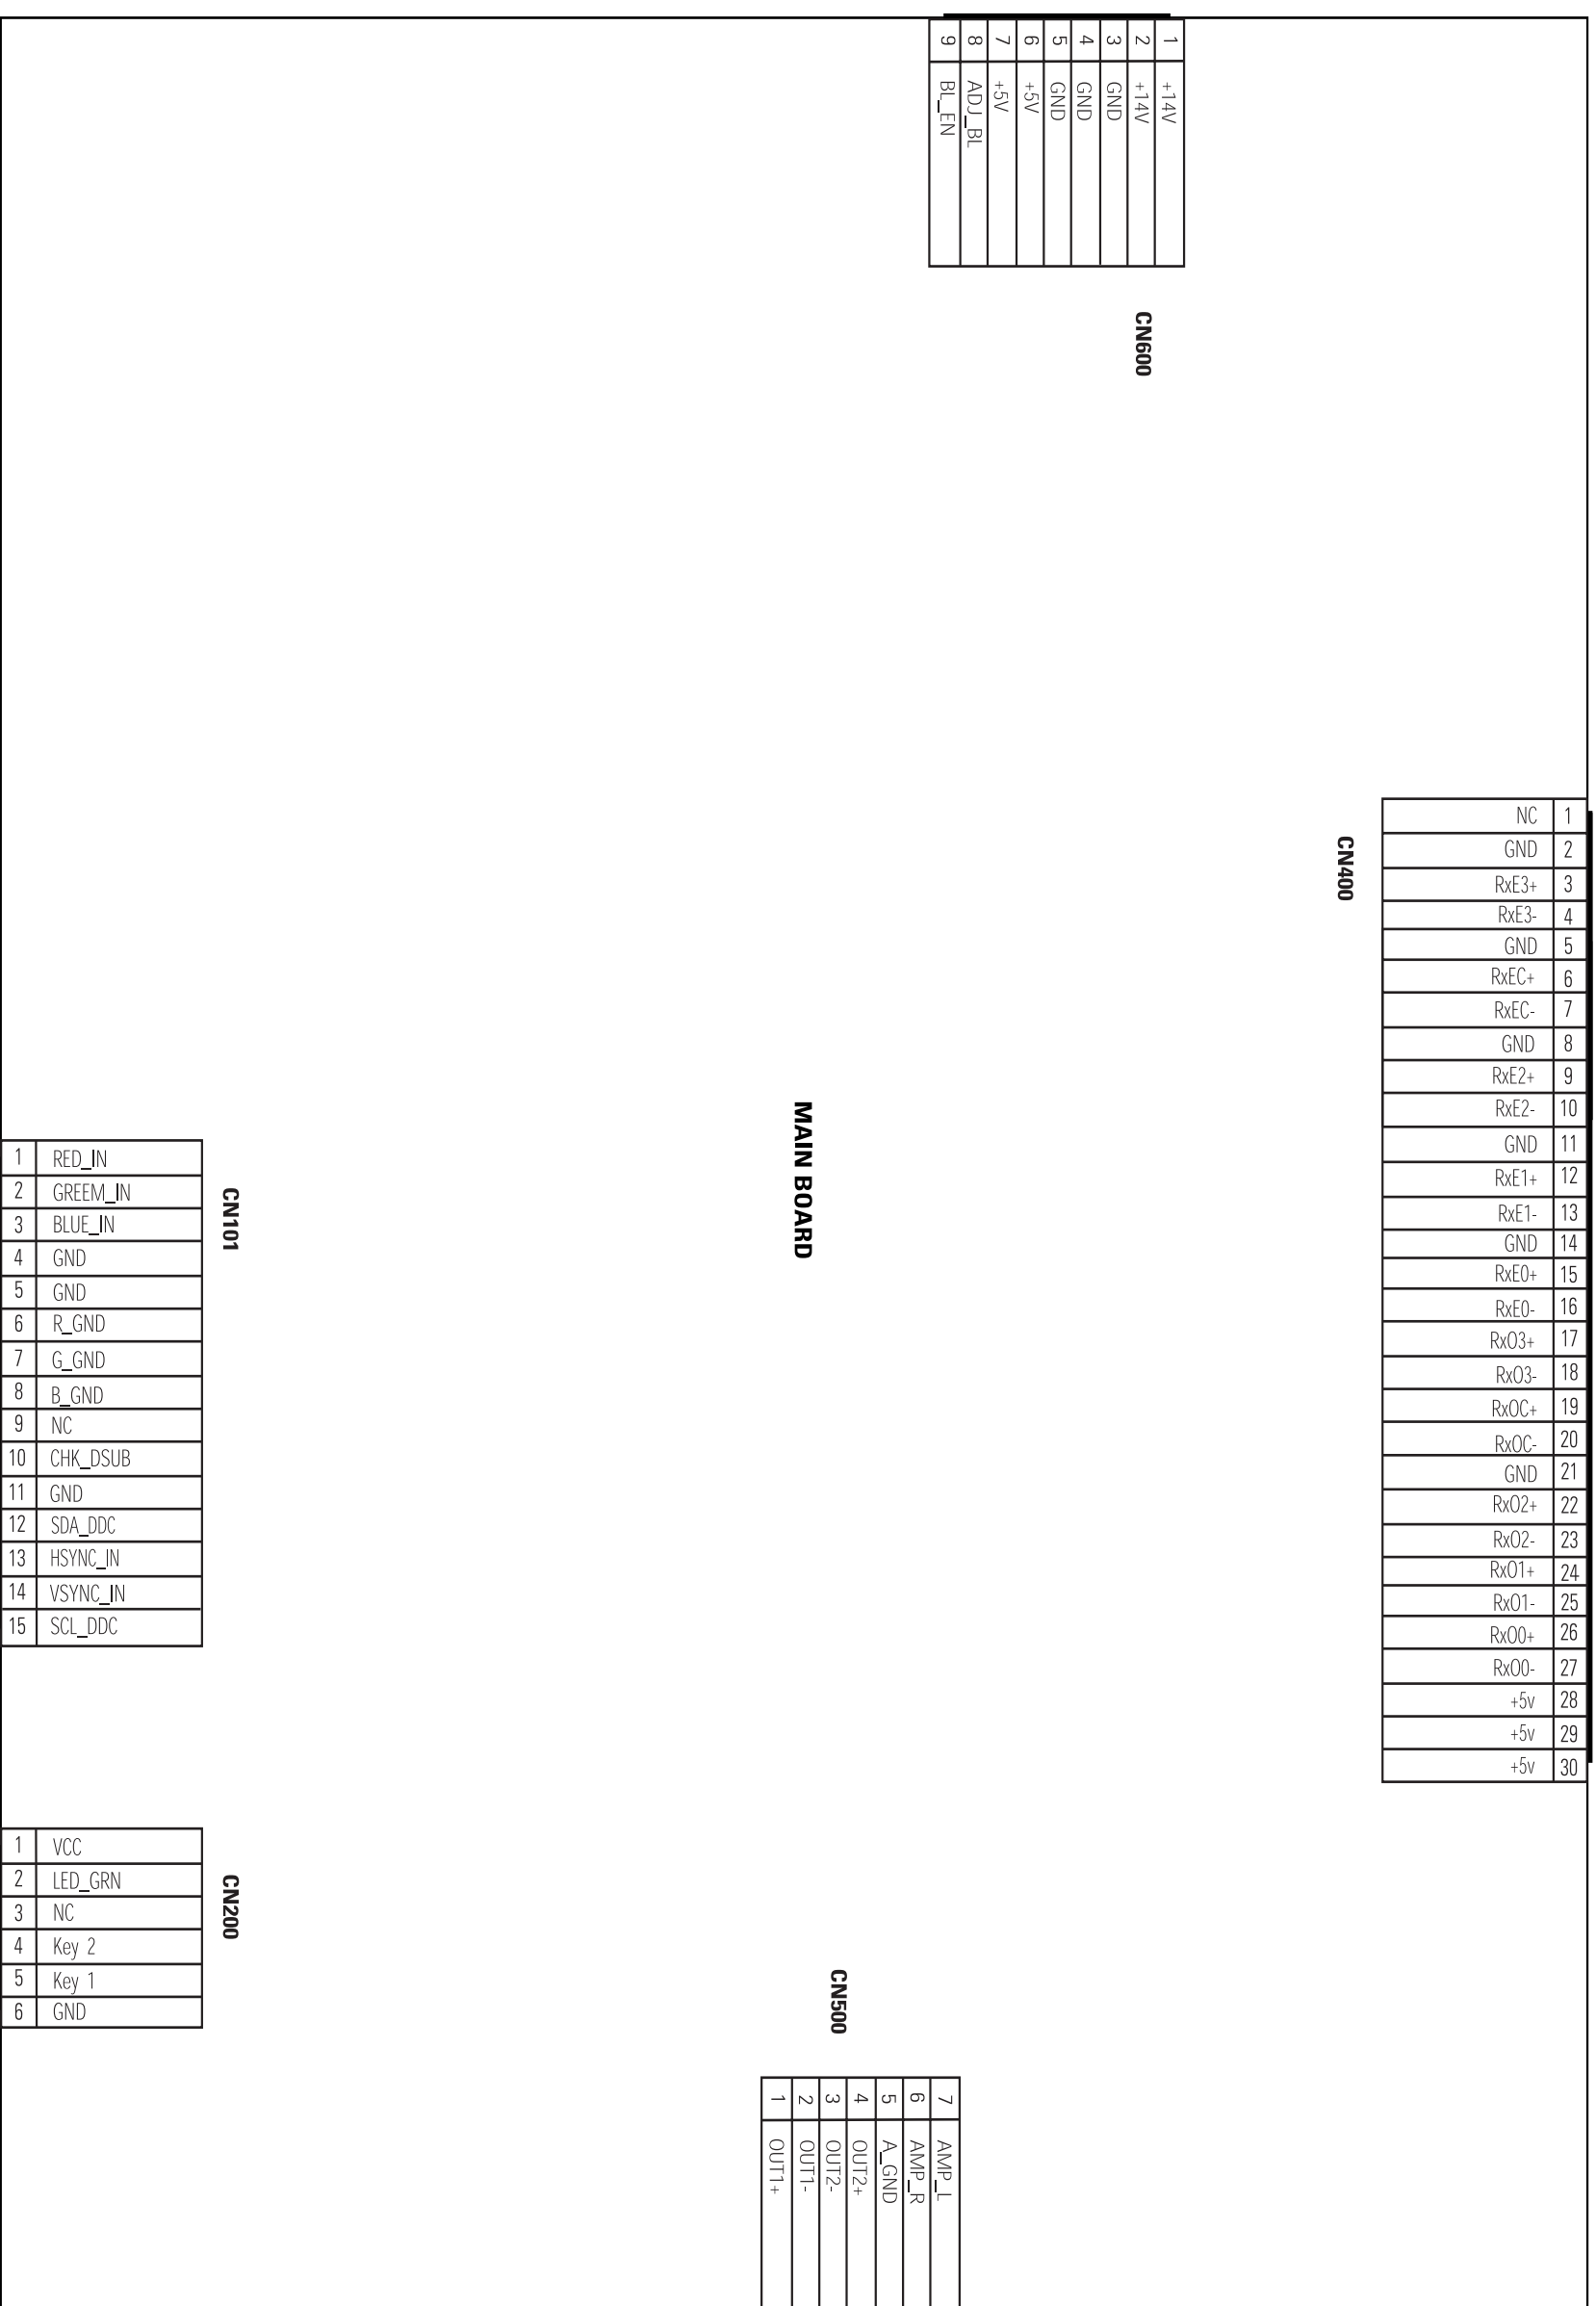 1 +14V
2 +14V
3 GND
4 GND
5 GND
6 +5V
7 +5V
8 ADJ_BL
9 BL_EN
CN600
CN400
NC 1
GND 2
RxE3+ 3
RxE3- 4
GND 5
RxEC+ 6
RxEC- 7
GND 8
RxE2+ 9
RxE2- 10
GND 11
RxE1+ 12
RxE1- 13
GND 14
RxE0+ 15
RxE0- 16
RxO3+ 17
RxO3- 18
RxOC+ 19
RxOC- 20
GND 21
RxO2+ 22
RxO2- 23
RxO1+ 24
RxO1- 25
RxO0+ 26
RxO0- 27
+5v 28
+5v 29
+5v 30
MAIN BOARD
CN101
1 RED_IN
2 GREEM_IN
3 BLUE_IN
4 GND
5 GND
6 R_GND
7 G_GND
8 B_GND
9 NC
10 CHK_DSUB
11 GND
12 SDA_DDC
13 HSYNC_IN
14 VSYNC_IN
15 SCL_DDC
CN200
1 VCC
2 LED_GRN
3 NC
4 Key 2
5 Key 1
6 GND
CN500
7 AMP_L
6 AMP_R
5 A_GND
4 OUT2+
3 OUT2-
2 OUT1-
1 OUT1+